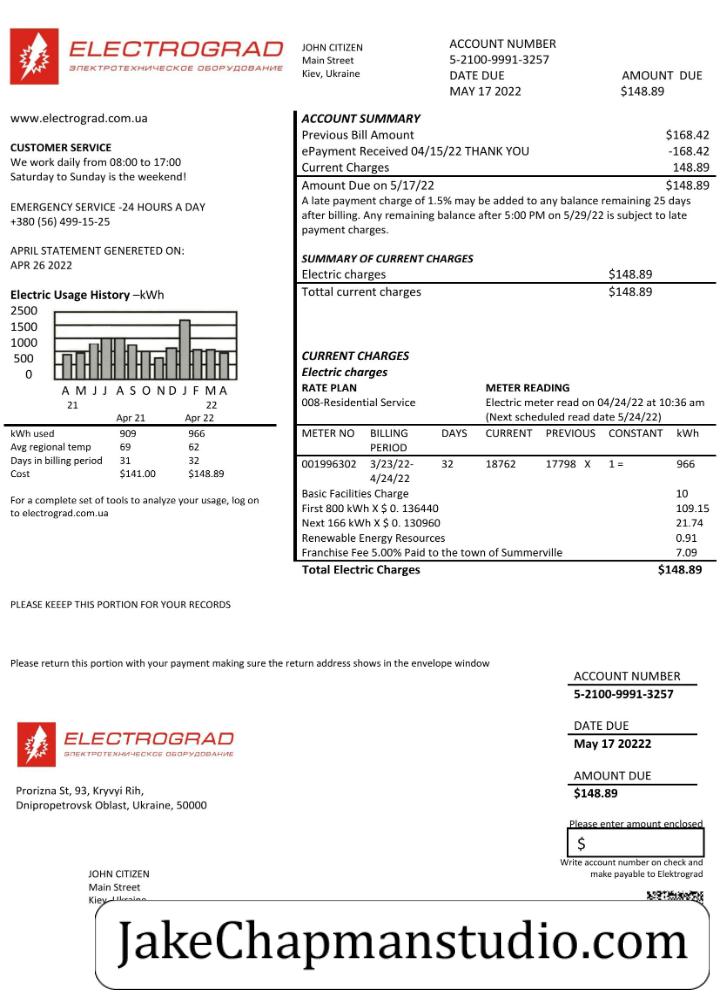 ELECTROGRAD
ЭЛЕКТРОТЕХНИЧЕСКОЕ ОБОРУДОВАНИЕ
JOHN CITIZEN
Main Street
Kiev, Ukraine
ACCOUNT NUMBER
5-2100-9991-3257
DATE DUE AMOUNT DUE
MAY 17 2022 $148.89
www.electrograd.com.ua
CUSTOMER SERVICE
We work daily from 08:00 to 17:00
Saturday to Sunday is the weekend!
EMERGENCY SERVICE -24 HOURS A DAY
+380 (56) 499-15-25
APRIL STATEMENT GENERETED ON:
APR 26 2022
Electric Usage History –kWh
2500
1500
1000
500
0
A M J J A S O N D J F M A
21 22
Apr 21 Apr 22
kWh used 909 966
Avg regional temp 69 62
Days in billing period 31 32
Cost $141.00 $148.89
For a complete set of tools to analyze your usage, log on
to electrograd.com.ua
ACCOUNT SUMMARY
Previous Bill Amount $168.42
ePayment Received 04/15/22 THANK YOU -168.42
Current Charges 148.89
Amount Due on 5/17/22 $148.89
A late payment charge of 1.5% may be added to any balance remaining 25 days
after billing. Any remaining balance after 5:00 PM on 5/29/22 is subject to late
payment charges.
SUMMARY OF CURRENT CHARGES
Electric charges $148.89
Tottal current charges $148.89
CURRENT CHARGES
Electric charges
RATE PLAN METER READING
008-Residential Service Electric meter read on 04/24/22 at 10:36 am
(Next scheduled read date 5/24/22)
METER NO BILLING DAYS CURRENT PREVIOUS CONSTANT kWh
PERIOD
001996302 3/23/22- 32 18762 17798 X 1 = 966
4/24/22
Basic Facilities Charge 10
First 800 kWh X $ 0. 136440 109.15
Next 166 kWh X $ 0. 130960 21.74
Renewable Energy Resources 0.91
Franchise Fee 5.00% Paid to the town of Summerville 7.09
Total Electric Charges $148.89
PLEASE KEEEP THIS PORTION FOR YOUR RECORDS
Please return this portion with your payment making sure the return address shows in the envelope window
ACCOUNT NUMBER
5-2100-9991-3257
DATE DUE
May 17 20222
AMOUNT DUE
$148.89
ELECTROGRAD
ЭЛЕКТРОТЕХНИЧЕСКОЕ ОБОРУДОВАНИЕ
Prorizna St, 93, Kryvyi Rih,
Dnipropetrovsk Oblast, Ukraine, 50000
Please enter amount enclosed
$
Write account number on check and
make payable to Elektrograd
JOHN CITIZEN
Main Street
Kiev, Ukraine
JakeChapmanstudio.com